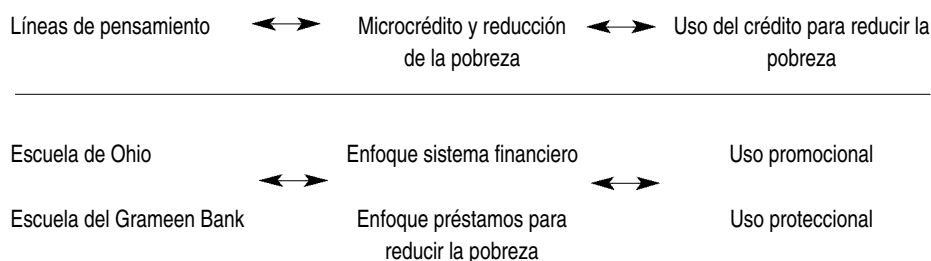 Líneas de pensamiento Microcrédito y reducción de la pobreza Uso del crédito para reducir la pobreza
Escuela de Ohio Enfoque sistema financiero Uso promocional
Escuela del Grameen Bank Enfoque préstamos para reducir la pobreza Uso proteccional